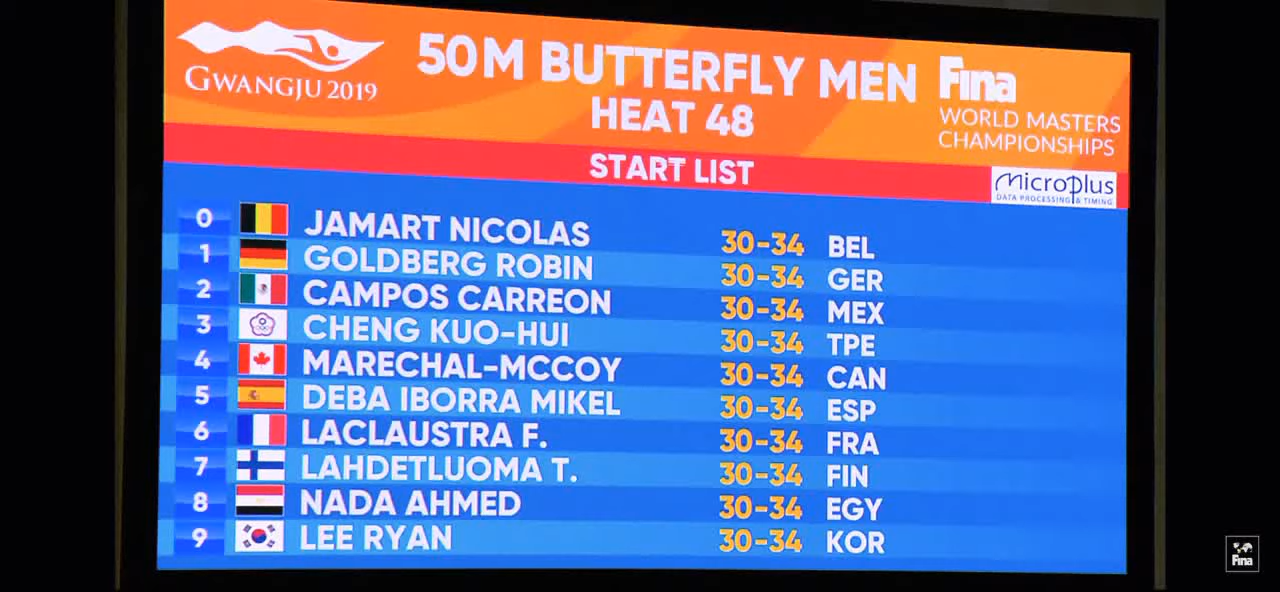 GWANGJU 2019
50M BUTTERFLY MEN
HEAT 48
Fina
WORLD MASTERS
CHAMPIONSHIPS
START LIST
Microplus
DATA PROCESSING & TIMING
0 JAMART NICOLAS 30-34 BEL
1 GOLDBERG ROBIN 30-34 GER
2 CAMPOS CARREON 30-34 MEX
3 CHENG KUO-HUI 30-34 TPE
4 MARECHAL-MCCOY 30-34 CAN
5 DEBA IBORRA MIKEL 30-34 ESP
6 LACLAUSTRA F. 30-34 FRA
7 LAHDETLUOMA T. 30-34 FIN
8 NADA AHMED 30-34 EGY
9 LEE RYAN 30-34 KOR
Fina